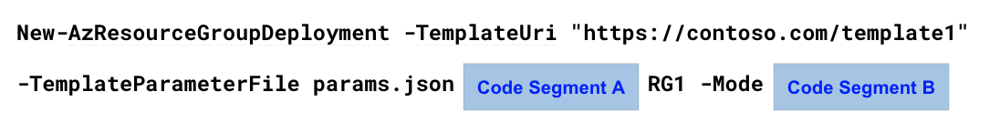 New-AzResourceGroupDeployment -TemplateUri "https://contoso.com/template1"
-TemplateParameterFile params.json Code Segment A RG1 -Mode Code Segment B